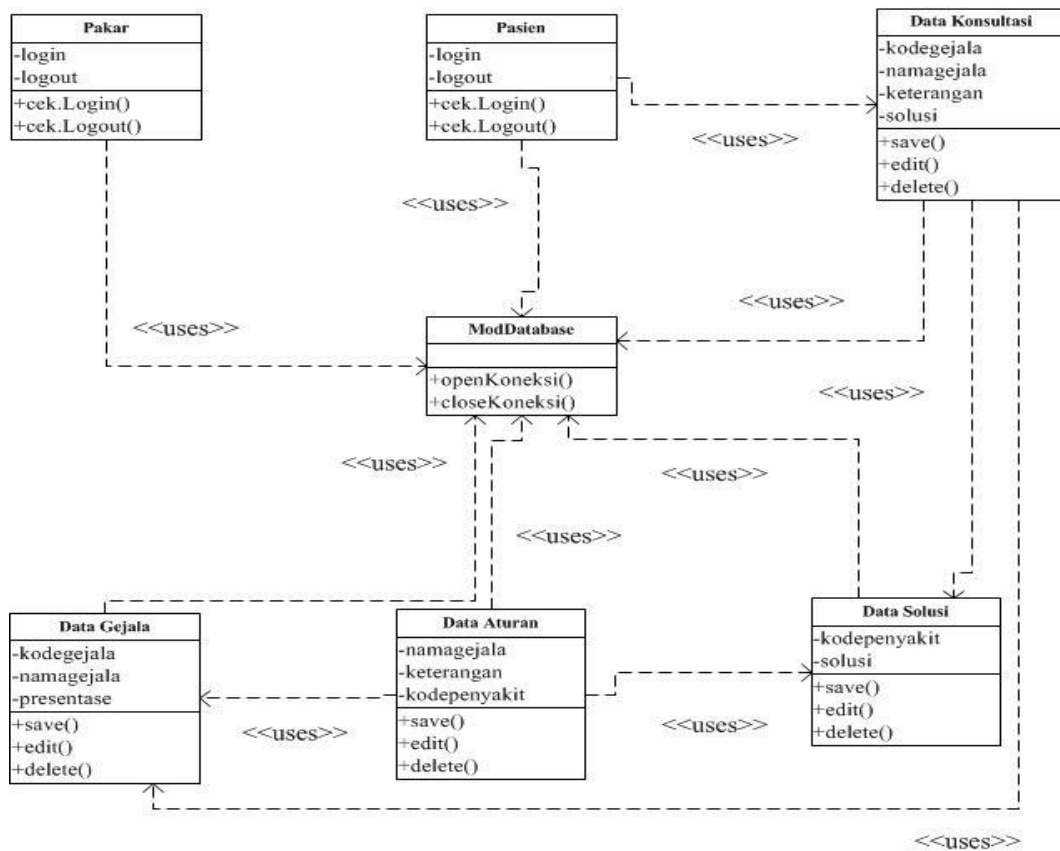 Pakar
-login
-logout
+cek.Login()
+cek.Logout()
Pasien
-login
-logout
+cek.Login()
+cek.Logout()
Data Konsultasi
-kodegejala
-namagejala
-keterangan
-solusi
+save()
+edit()
+delete()
<<uses>>
<<uses>>
<<uses>>
<<uses>>
ModDatabase
+openKoneksi()
+closeKoneksi()
<<uses>>
<<uses>>
<<uses>>
<<uses>>
Data Gejala
-kodegejala
-namagejala
-presentase
+save()
+edit()
+delete()
Data Aturan
-namagejala
-keterangan
-kodepenyakit
+save()
+edit()
+delete()
Data Solusi
-kodepenyakit
-solusi
+save()
+edit()
+delete()
<<uses>>
<<uses>>
<<uses>>